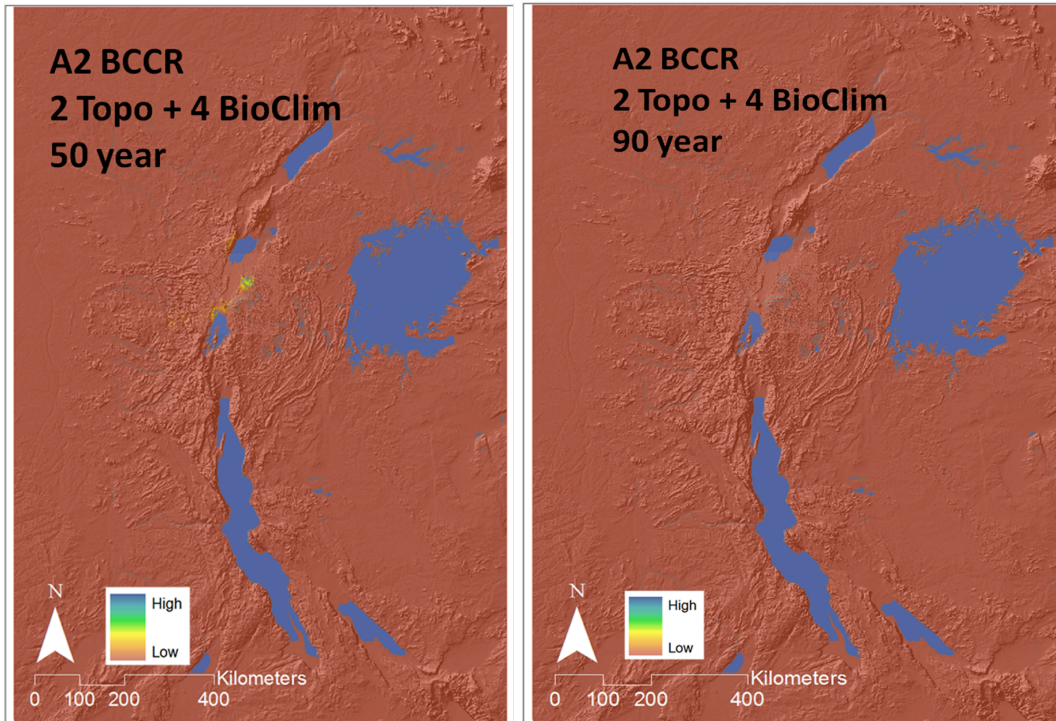 A2 BCCR
2 Topo + 4 BioClim
50 year
N
High
Low
Kilometers
0 100 200 400
A2 BCCR
2 Topo + 4 BioClim
90 year
N
High
Low
Kilometers
0 100 200 400